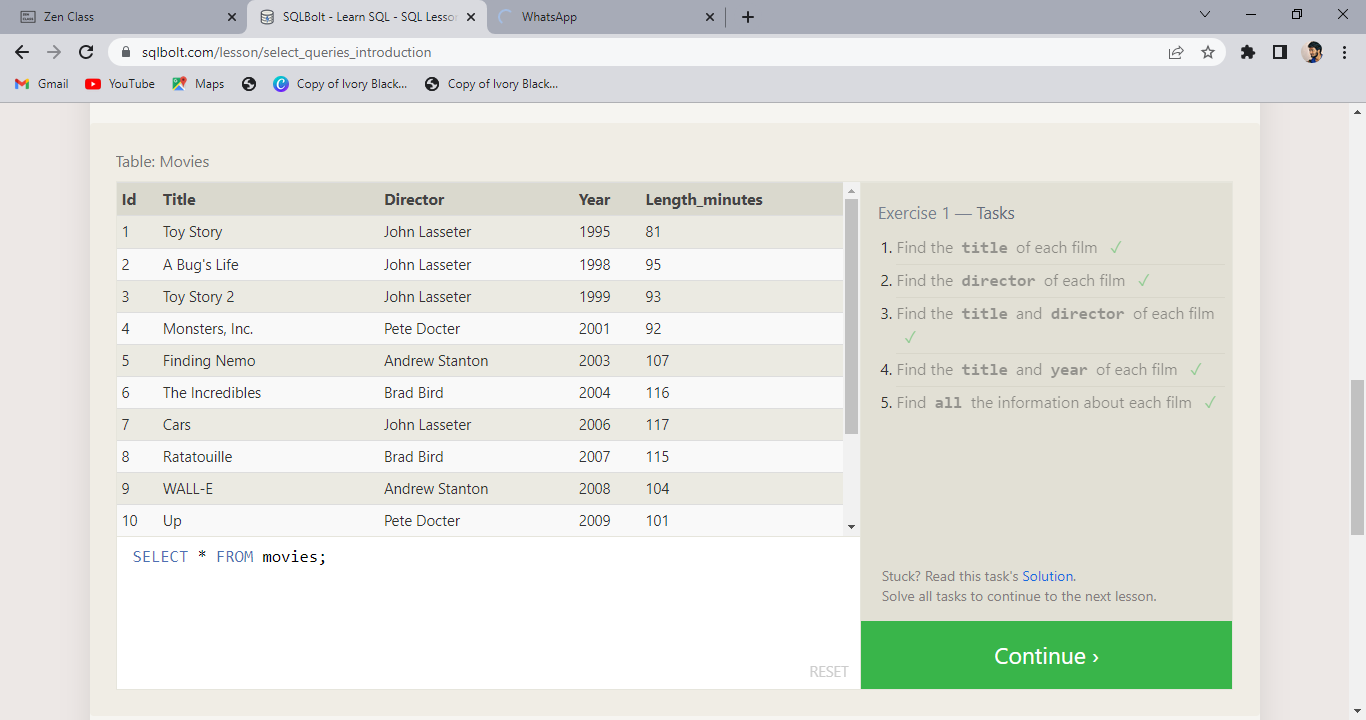 Zen Class
SQLBolt - Learn SQL - SQL Lesson
WhatsApp
sqlbolt.com/lesson/select_queries_introduction
Gmail YouTube Maps Copy of Ivory Black... Copy of Ivory Black...
Table: Movies
Id Title Director Year Length_minutes
1 Toy Story John Lasseter 1995 81
2 A Bug's Life John Lasseter 1998 95
3 Toy Story 2 John Lasseter 1999 93
4 Monsters, Inc. Pete Docter 2001 92
5 Finding Nemo Andrew Stanton 2003 107
6 The Incredibles Brad Bird 2004 116
7 Cars John Lasseter 2006 117
8 Ratatouille Brad Bird 2007 115
9 WALL-E Andrew Stanton 2008 104
10 Up Pete Docter 2009 101
SELECT * FROM movies;
RESET
Exercise 1 — Tasks
1. Find the title of each film ✓
2. Find the director of each film ✓
3. Find the title and director of each film
✓
4. Find the title and year of each film ✓
5. Find all the information about each film ✓
Stuck? Read this task's Solution.
Solve all tasks to continue to the next lesson.
Continue ›